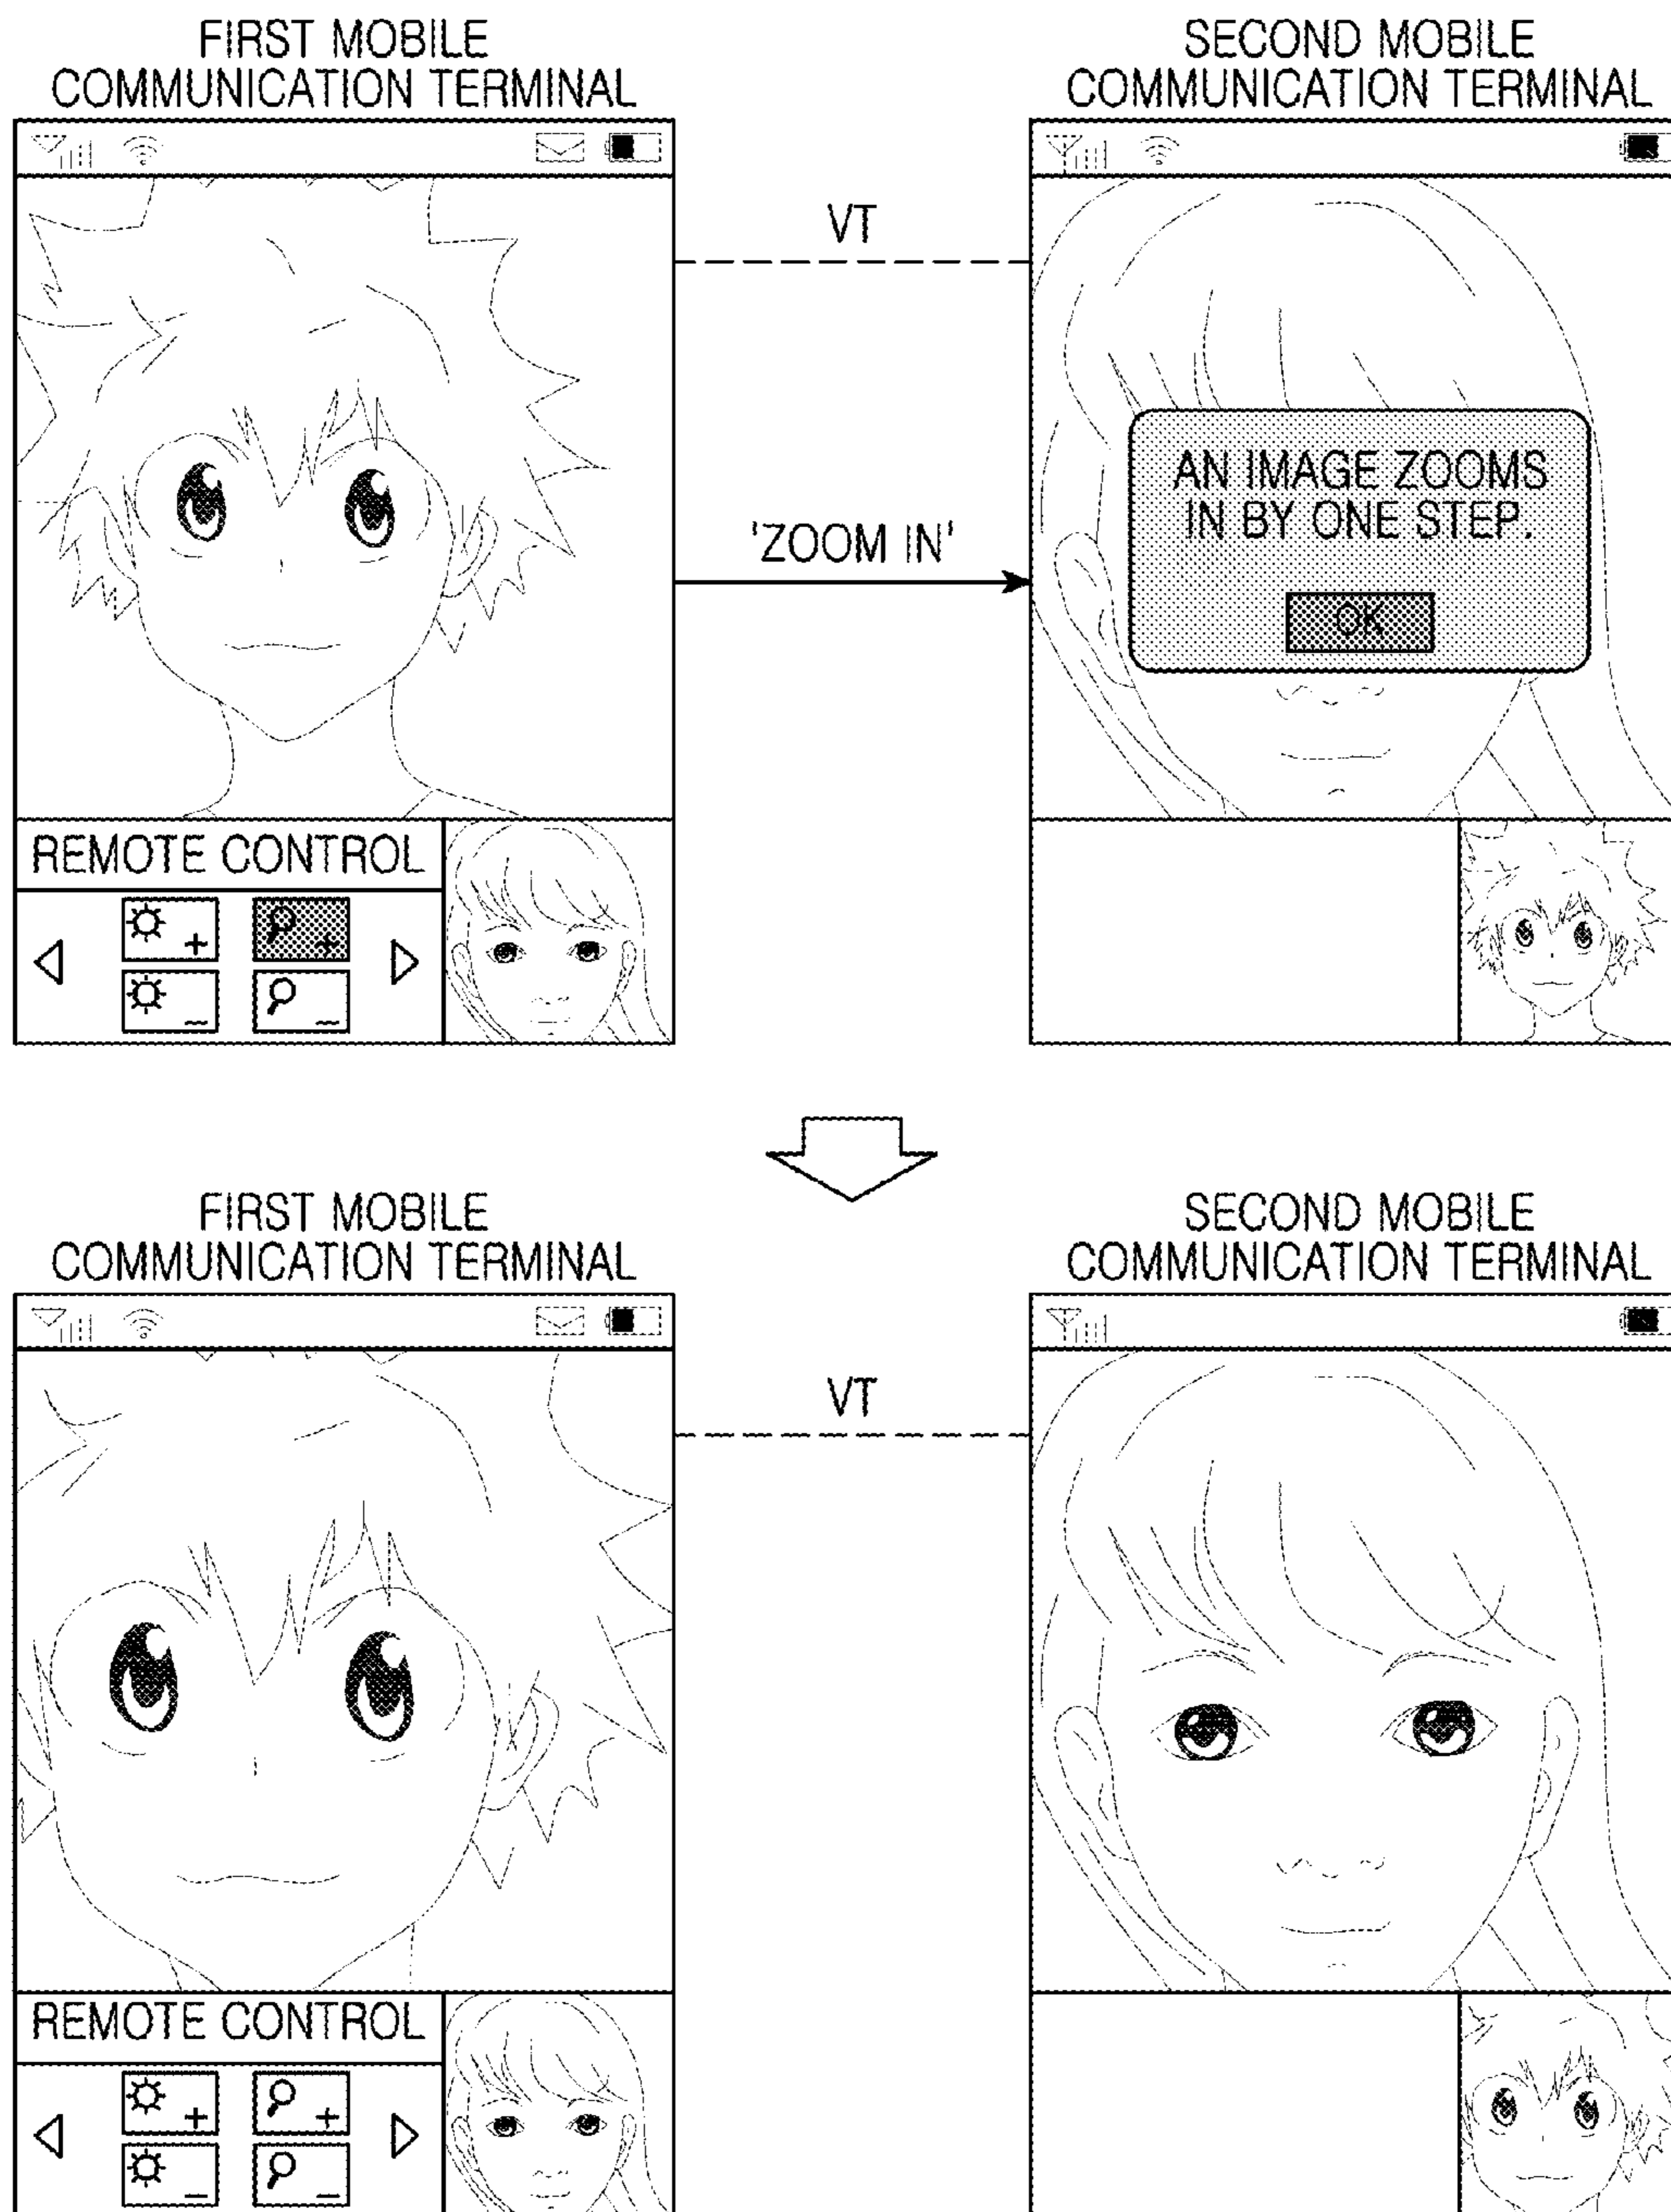 FIRST MOBILE
COMMUNICATION TERMINAL
SECOND MOBILE
COMMUNICATION TERMINAL
VT
AN IMAGE ZOOMS
IN BY ONE STEP.
OK
'ZOOM IN'
REMOTE CONTROL
+
+
−
−
FIRST MOBILE
COMMUNICATION TERMINAL
SECOND MOBILE
COMMUNICATION TERMINAL
VT
REMOTE CONTROL
+
+
−
−